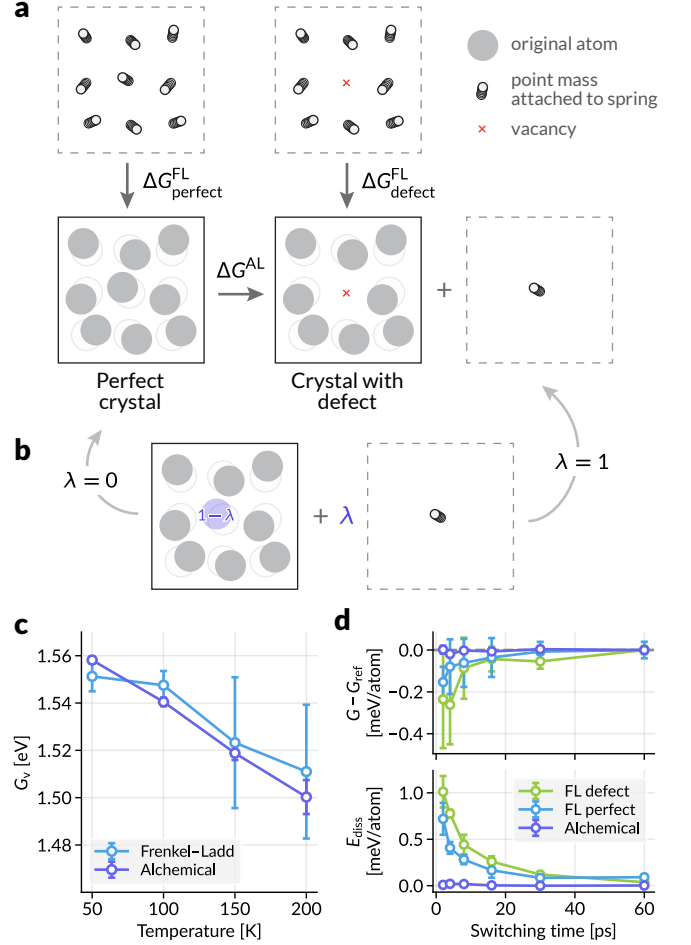 a
original atom
point mass
attached to spring
× vacancy
ΔG^FL_perfect
ΔG^FL_defect
ΔG^AL
+
Perfect
crystal
Crystal with
defect
b
λ = 0
λ = 1
1−λ
+ λ
c
1.56
1.54
1.52
1.50
1.48
G_v [eV]
Frenkel–Ladd
Alchemical
50
100
150
200
Temperature [K]
d
0.0
−0.2
−0.4
G − G_ref
[meV/atom]
1.0
0.5
0.0
E_diss
[meV/atom]
FL defect
FL perfect
Alchemical
0
20
40
60
Switching time [ps]